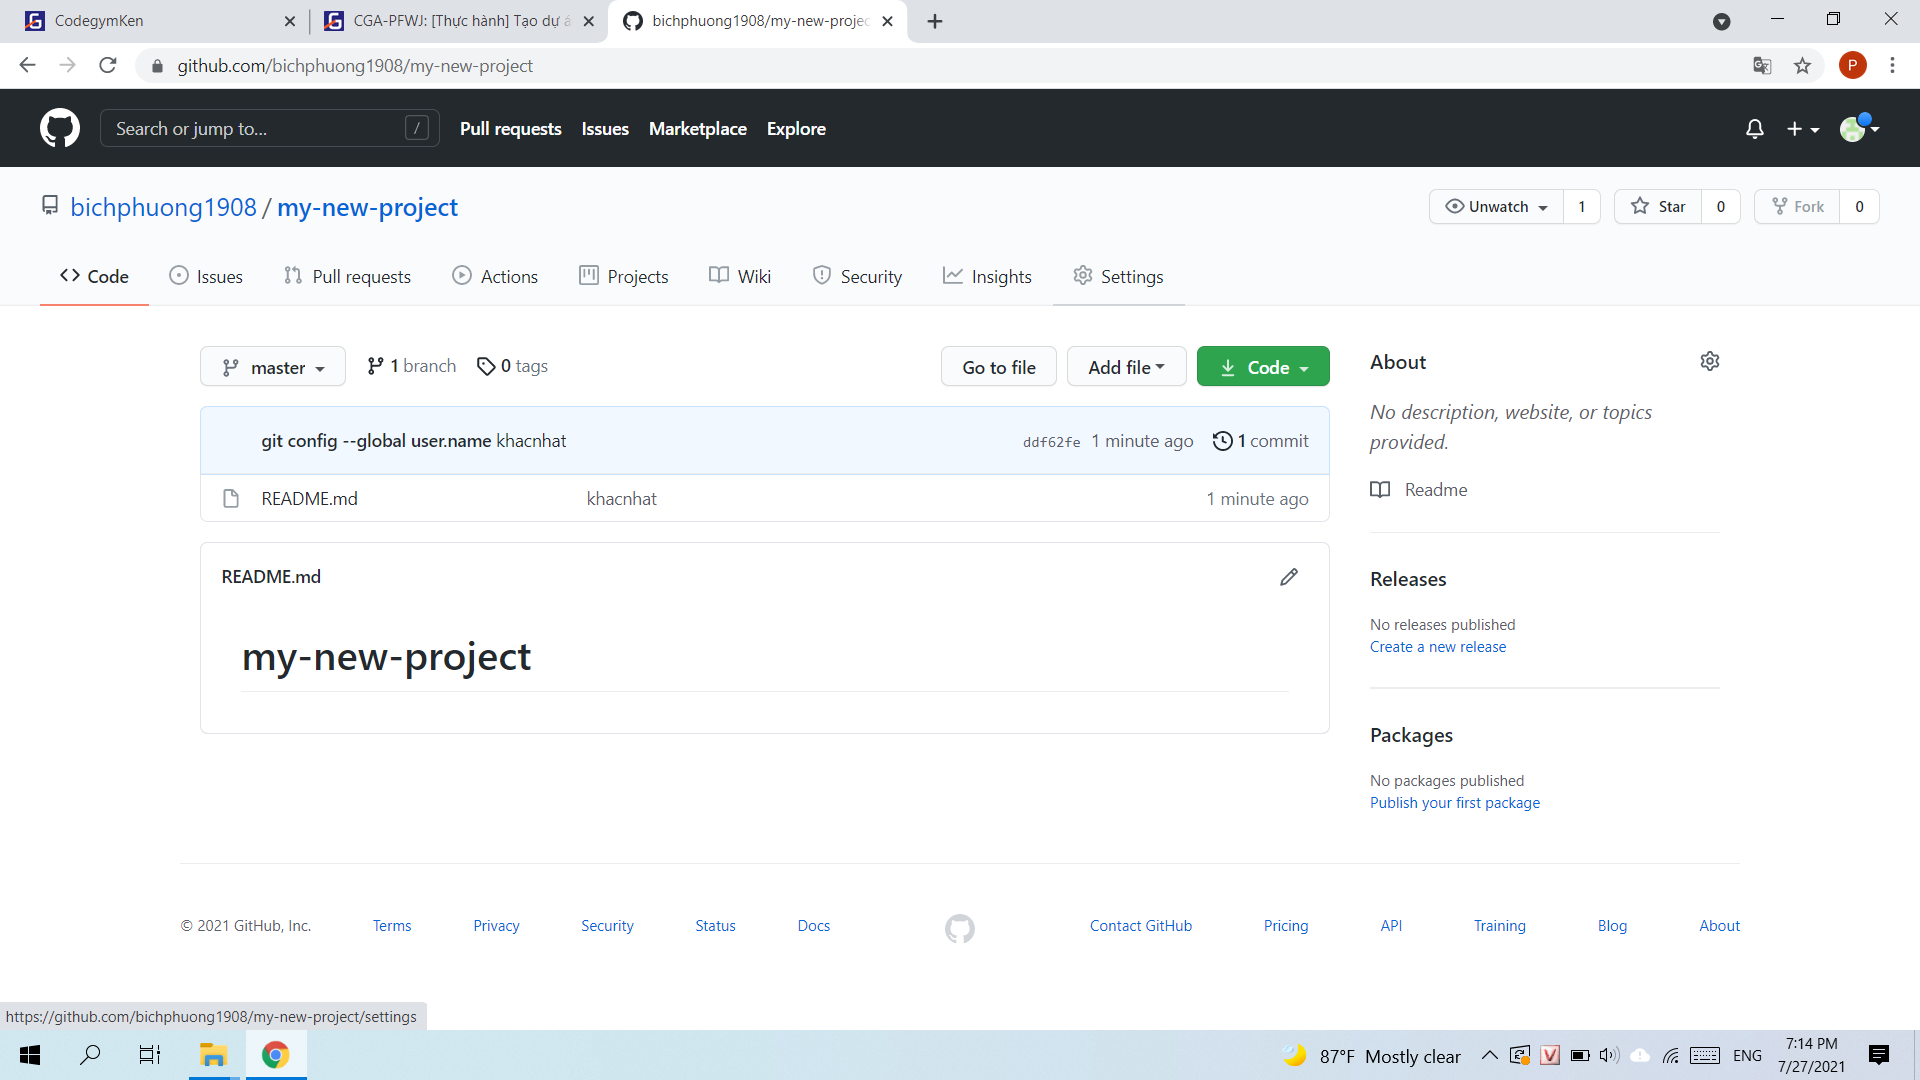 CodegymKen
CGA-PFWJ: [Thực hành] Tạo dự á
bichphuong1908/my-new-projec
github.com/bichphuong1908/my-new-project
P
Search or jump to...
/
Pull requests
Issues
Marketplace
Explore
bichphuong1908 / my-new-project
Unwatch 1
Star 0
Fork 0
Code
Issues
Pull requests
Actions
Projects
Wiki
Security
Insights
Settings
master
1 branch
0 tags
Go to file
Add file
Code
git config --global user.name khacnhat
ddf62fe 1 minute ago
1 commit
README.md
khacnhat
1 minute ago
README.md
my-new-project
About
No description, website, or topics
provided.
Readme
Releases
No releases published
Create a new release
Packages
No packages published
Publish your first package
© 2021 GitHub, Inc.
Terms
Privacy
Security
Status
Docs
Contact GitHub
Pricing
API
Training
Blog
About
https://github.com/bichphuong1908/my-new-project/settings
87°F Mostly clear
V
ENG
7:14 PM
7/27/2021